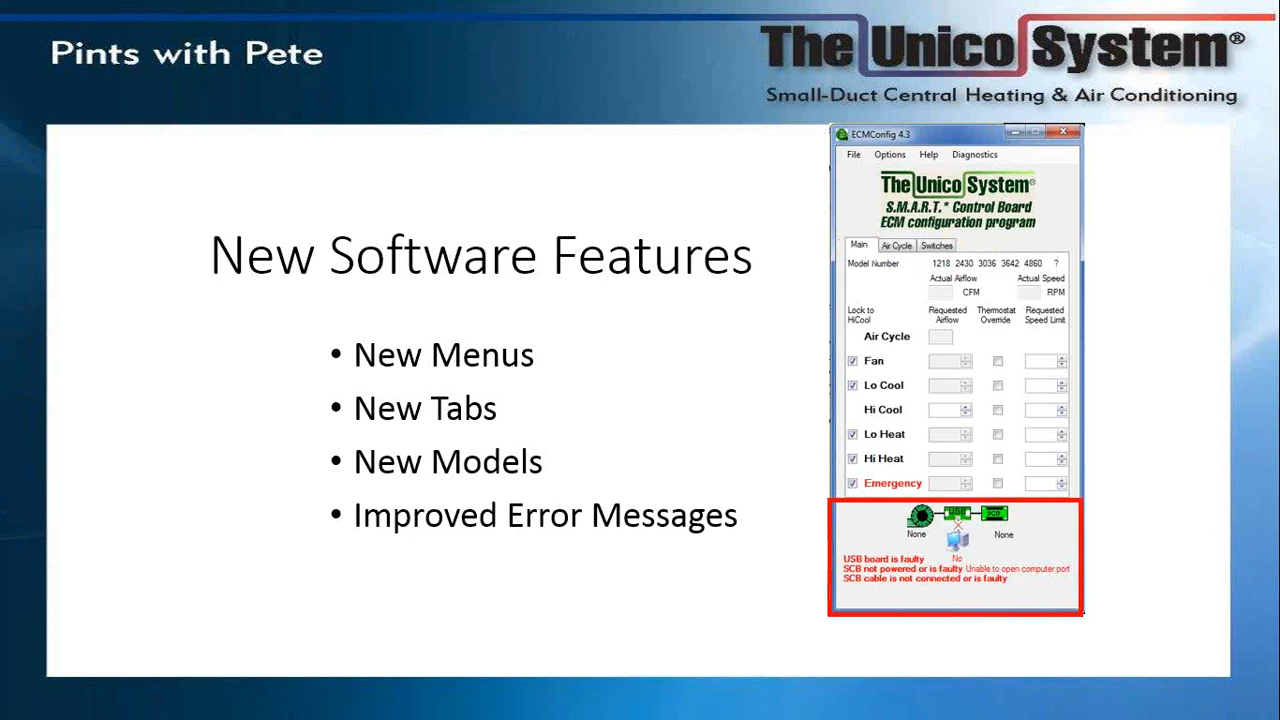 Pints with Pete
The Unico System®
Small-Duct Central Heating & Air Conditioning
New Software Features
• New Menus
• New Tabs
• New Models
• Improved Error Messages
ECMConfig 4.3
File Options Help Diagnostics
The Unico System®
S.M.A.R.T.* Control Board
ECM configuration program
Main Air Cycle Switches
Model Number 1218 2430 3036 3642 4860 ?
Actual Airflow Actual Speed
CFM RPM
Lock to HiCool Requested Airflow Thermostat Override Requested Speed Limit
Air Cycle
Fan
Lo Cool
Hi Cool
Lo Heat
Hi Heat
Emergency
USB SCB
None None
No
USB board is faulty
SCB not powered or is faulty Unable to open computer port
SCB cable is not connected or is faulty